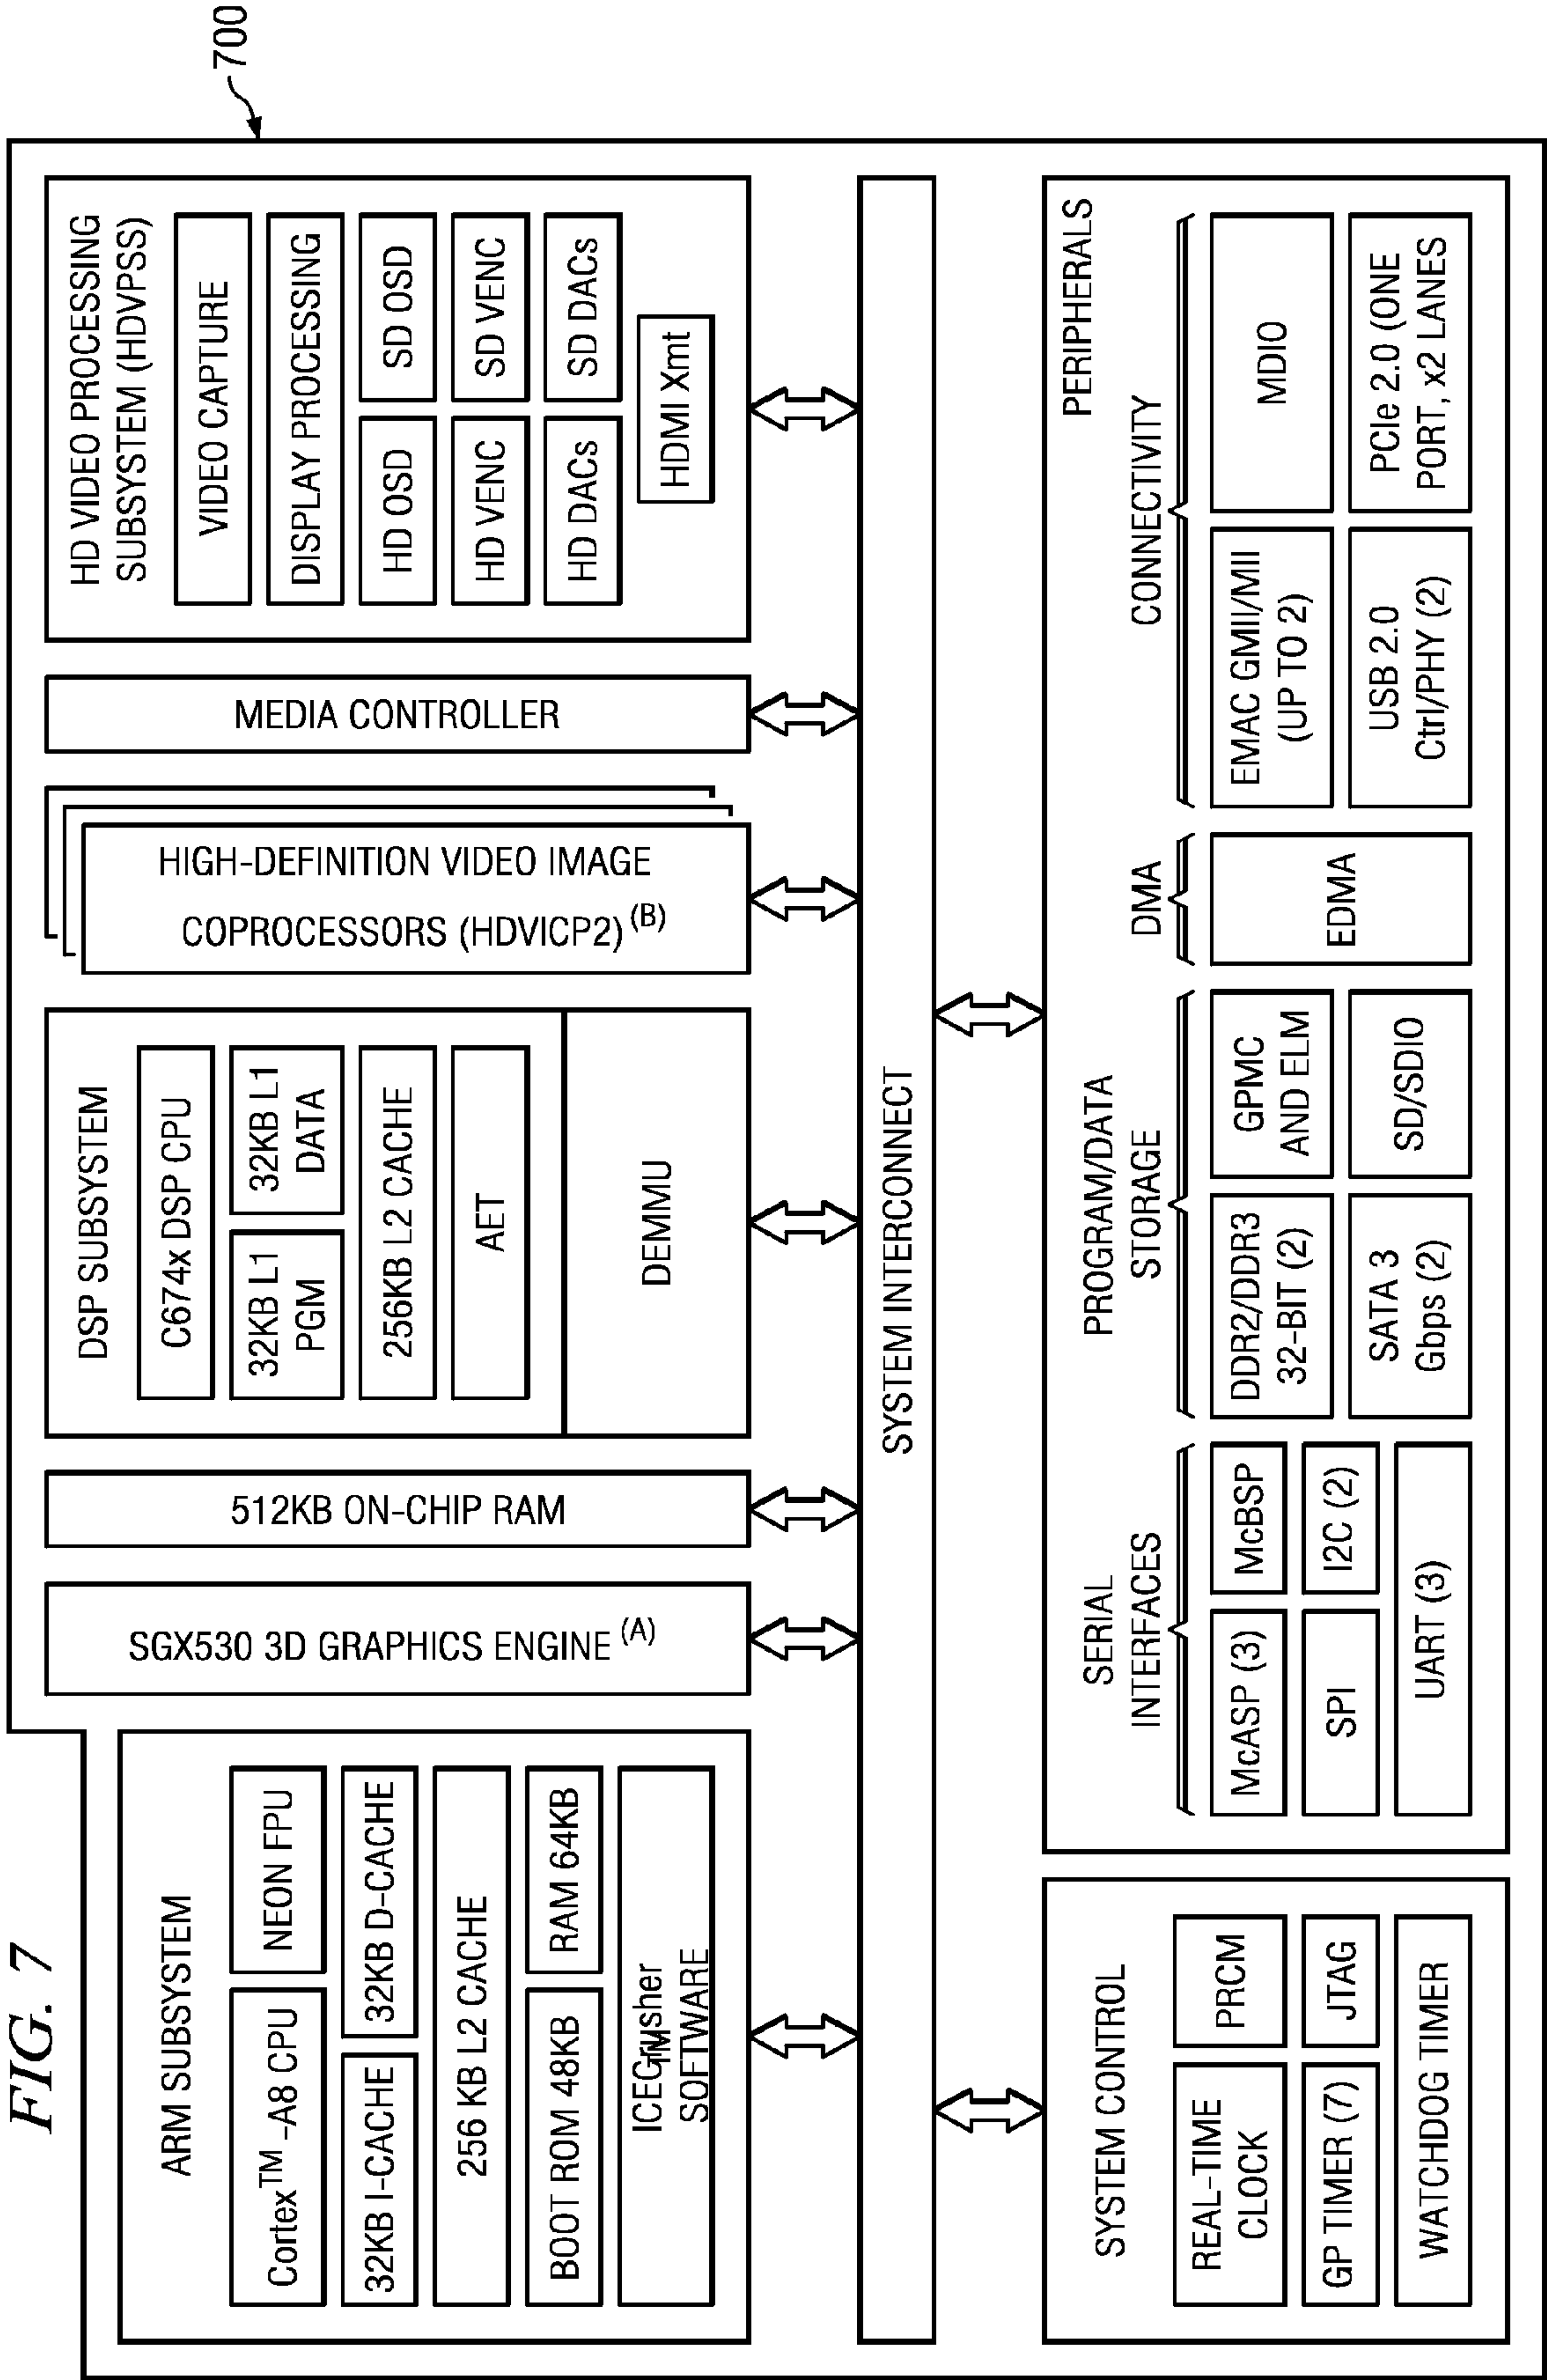 FIG. 7
700
ARM SUBSYSTEM
Cortex™-A8 CPU
NEON FPU
32KB I-CACHE
32KB D-CACHE
256 KB L2 CACHE
BOOT ROM 48KB
RAM 64KB
ICECrusher
TM
SOFTWARE
SGX530 3D GRAPHICS ENGINE (A)
512KB ON-CHIP RAM
DSP SUBSYSTEM
C674x DSP CPU
32KB L1
PGM
32KB L1
DATA
256KB L2 CACHE
AET
DEMMU
HIGH-DEFINITION VIDEO IMAGE
COPROCESSORS (HDVICP2) (B)
MEDIA CONTROLLER
HD VIDEO PROCESSING
SUBSYSTEM (HDVPSS)
VIDEO CAPTURE
DISPLAY PROCESSING
HD OSD
SD OSD
HD VENC
SD VENC
HD DACs
SD DACs
HDMI Xmt
SYSTEM INTERCONNECT
SYSTEM CONTROL
REAL-TIME
CLOCK
PRCM
GP TIMER (7)
JTAG
WATCHDOG TIMER
PERIPHERALS
SERIAL
INTERFACES
McASP (3)
McBSP
SPI
I2C (2)
UART (3)
PROGRAM/DATA
STORAGE
DDR2/DDR3
32-BIT (2)
GPMC
AND ELM
SATA 3
Gbps (2)
SD/SDIO
DMA
EDMA
CONNECTIVITY
EMAC GMII/MII
(UP TO 2)
MDIO
USB 2.0
Ctrl/PHY (2)
PCIe 2.0 (ONE
PORT, x2 LANES